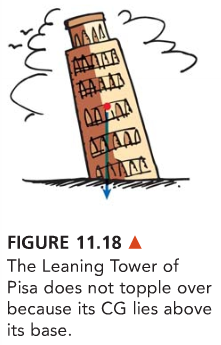 FIGURE 11.18 ▲
The Leaning Tower of
Pisa does not topple over
because its CG lies above
its base.